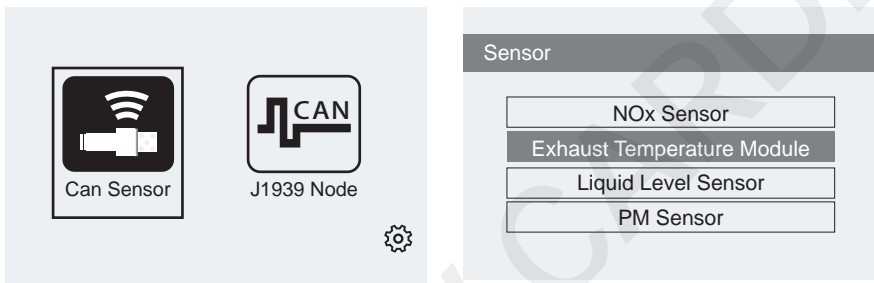 CAN
Can Sensor
J1939 Node
Sensor
NOx Sensor
Exhaust Temperature Module
Liquid Level Sensor
PM Sensor